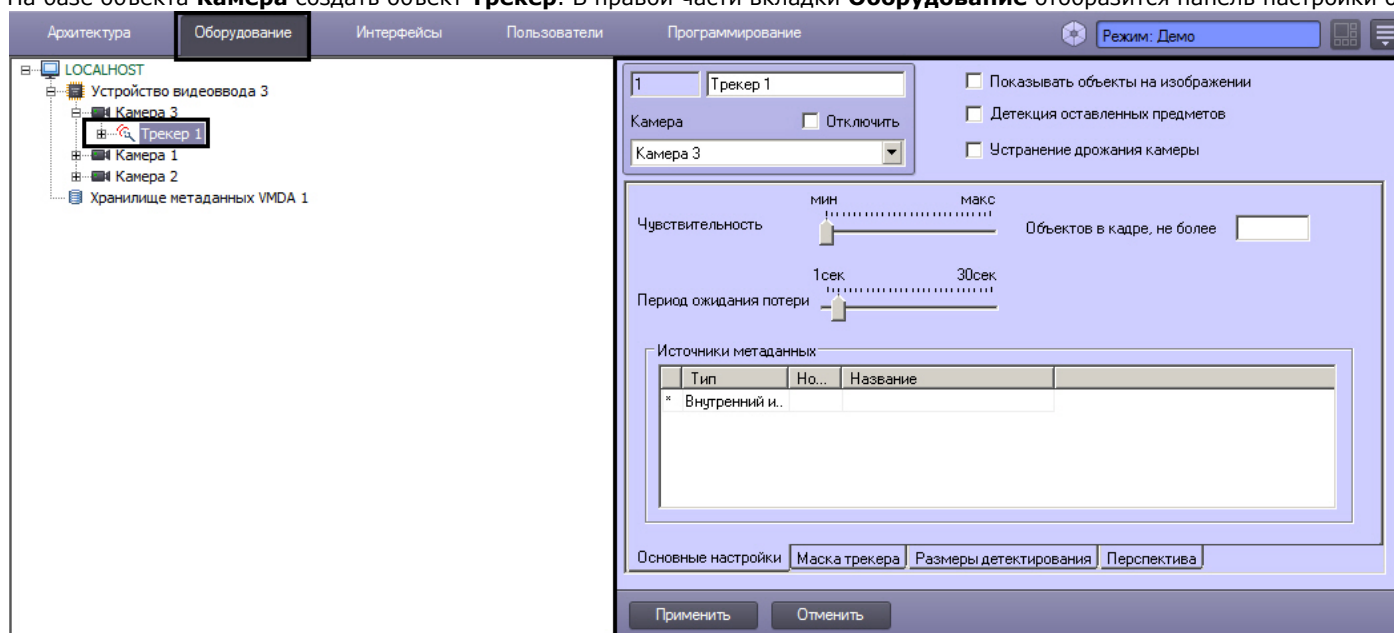 На базе объекта Камера создать объект Трекер. В правой части вкладки Оборудование отобразится панель настройки
Архитектура Оборудование Интерфейсы Пользователи Программирование Режим: Демо
LOCALHOST
Устройство видеоввода 3
Камера 3
Трекер 1
Камера 1
Камера 2
Хранилище метаданных VMDA 1
1 Трекер 1
Камера Отключить
Камера 3
Показывать объекты на изображении
Детекция оставленных предметов
Устранение дрожания камеры
мин макс
Чувствительность
Объектов в кадре, не более
1сек 30сек
Период ожидания потери
Источники метаданных
Тип Но... Название
* Внутренний и..
Основные настройки Маска трекера Размеры детектирования Перспектива
Применить Отменить